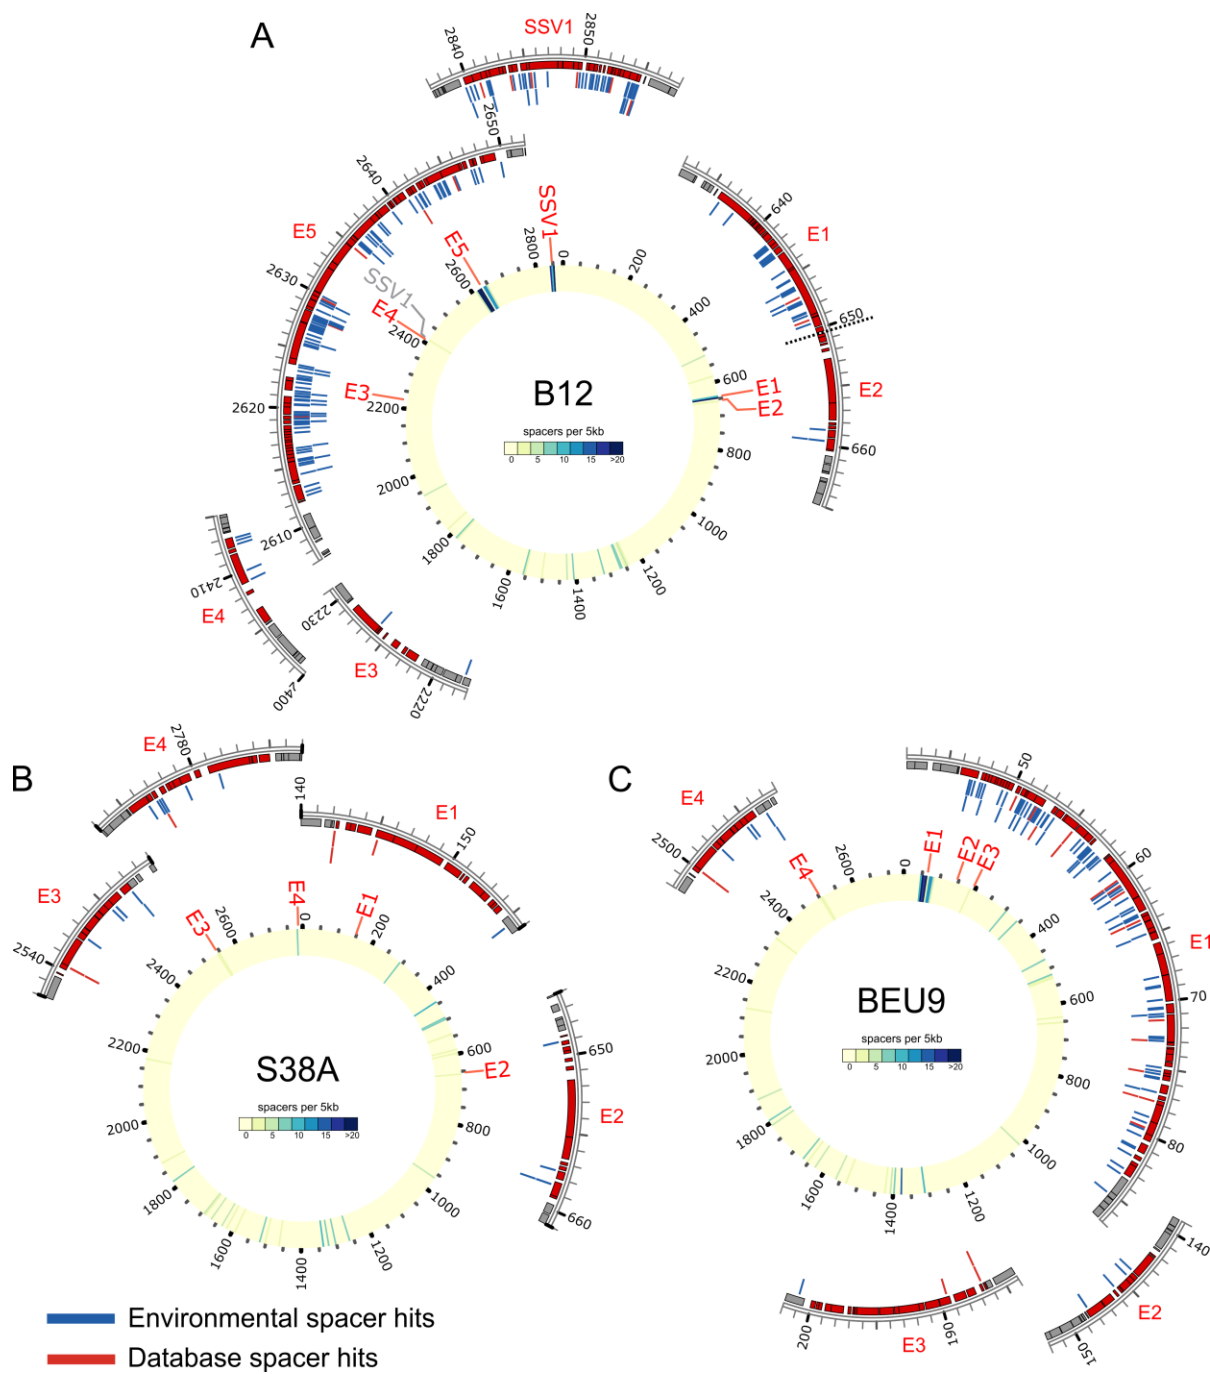 A
SSV1
2840
2850
2650
2640
E5
2630
2620
2610
E4
2410
2400
E3
2230
2220
640
E1
650
E2
660
SSV1
E5
SSV1
E4
E3
E1
E2
0
200
400
600
800
1000
1200
1400
1600
1800
2000
2200
2400
2600
2800
B12
spacers per 5kb
0 5 10 15 >20
B
E4
2780
140
E1
150
E3
2540
650
E2
660
E4
E1
E3
E2
0
200
400
600
800
1000
1200
1400
1600
1800
2000
2200
2400
2600
S38A
spacers per 5kb
0 5 10 15 >20
C
E4
2500
50
60
E1
70
80
140
E2
150
E3
190
200
E1
E2
E3
E4
0
400
600
800
1000
1200
1400
1600
1800
2000
2200
2400
2600
BEU9
spacers per 5kb
0 5 10 15 >20
Environmental spacer hits
Database spacer hits